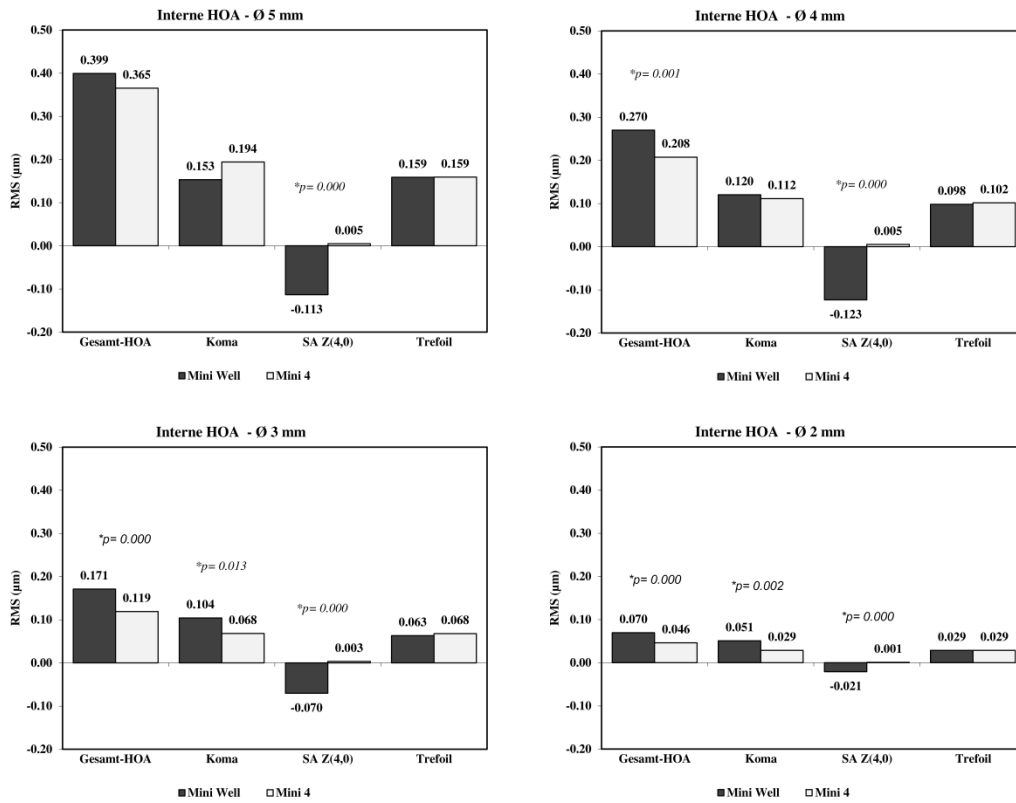 Interne HOA - Ø 5 mm
0.50
0.40
0.30
0.20
0.10
0.00
-0.10
-0.20
RMS (µm)
0.399
0.365
0.153
0.194
*p= 0.000
0.005
-0.113
0.159
0.159
Gesamt-HOA Koma SA Z(4,0) Trefoil
Mini Well Mini 4
Interne HOA - Ø 4 mm
0.50
0.40
0.30
0.20
0.10
0.00
-0.10
-0.20
RMS (µm)
*p= 0.001
0.270
0.208
0.120
0.112
*p= 0.000
0.005
-0.123
0.098
0.102
Gesamt-HOA Koma SA Z(4,0) Trefoil
Mini Well Mini 4
Interne HOA - Ø 3 mm
0.50
0.40
0.30
0.20
0.10
0.00
-0.10
-0.20
RMS (µm)
*p= 0.000
0.171
0.119
*p= 0.013
0.104
0.068
*p= 0.000
0.003
-0.070
0.063
0.068
Gesamt-HOA Koma SA Z(4,0) Trefoil
Mini Well Mini 4
Interne HOA - Ø 2 mm
0.50
0.40
0.30
0.20
0.10
0.00
-0.10
-0.20
RMS (µm)
*p= 0.000
0.070
0.046
*p= 0.002
0.051
0.029
*p= 0.000
0.001
-0.021
0.029
0.029
Gesamt-HOA Koma SA Z(4,0) Trefoil
Mini Well Mini 4